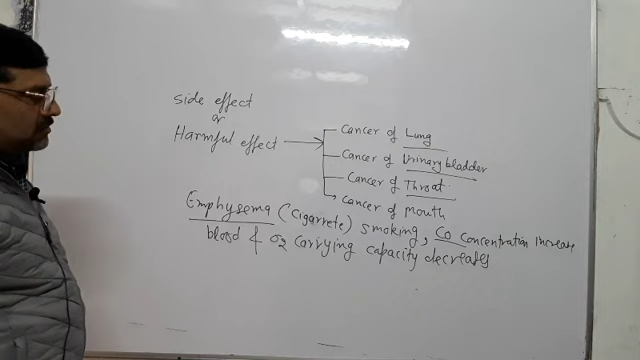 Side effect
or
Harmful effect
Cancer of Lung
Cancer of Urinary bladder
Cancer of Throat
Cancer of mouth
Emphysema (Cigarrete) smoking, CO Concentration increase
blood & O2 carrying capacity decreases